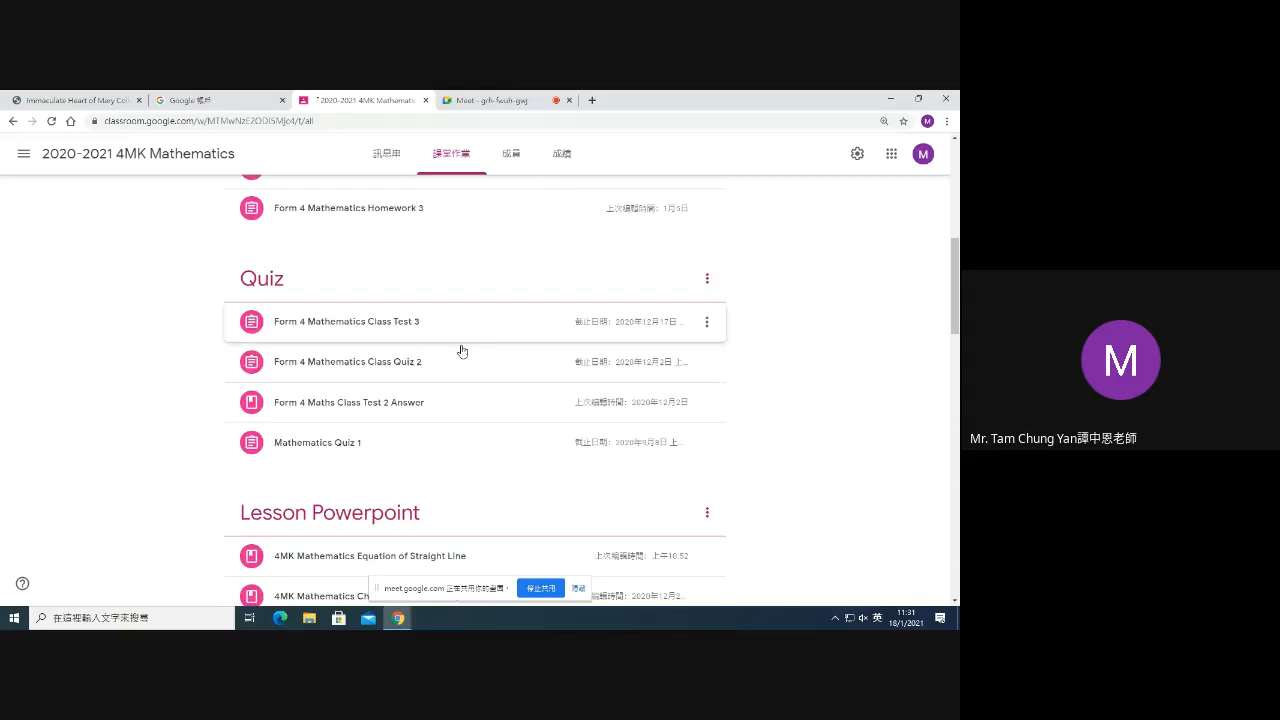 Immaculate Heart of Mary Coll
Google 帳戶
「2020-2021 4MK Mathematic
Meet - grh-fwuh-gwj
classroom.google.com/w/MTMwNzE2ODI5Mjc4/t/all
M
2020-2021 4MK Mathematics
訊息串
課堂作業
成員
成績
M
Form 4 Mathematics Homework 3
上次編輯時間：1月5日
Quiz
Form 4 Mathematics Class Test 3
截止日期：2020年12月17日 ...
Form 4 Mathematics Class Quiz 2
截止日期：2020年12月2日 上...
Form 4 Maths Class Test 2 Answer
上次編輯時間：2020年12月2日
Mathematics Quiz 1
截止日期：2020年9月8日 上...
Lesson Powerpoint
4MK Mathematics Equation of Straight Line
上次編輯時間：上午10:52
4MK Mathematics Ch
編輯時間：2020年12月2...
meet.google.com 正在共用你的畫面。
停止共用
隱藏
在這裡輸入文字來搜尋
英
11:31
18/1/2021
M
Mr. Tam Chung Yan譚中恩老師